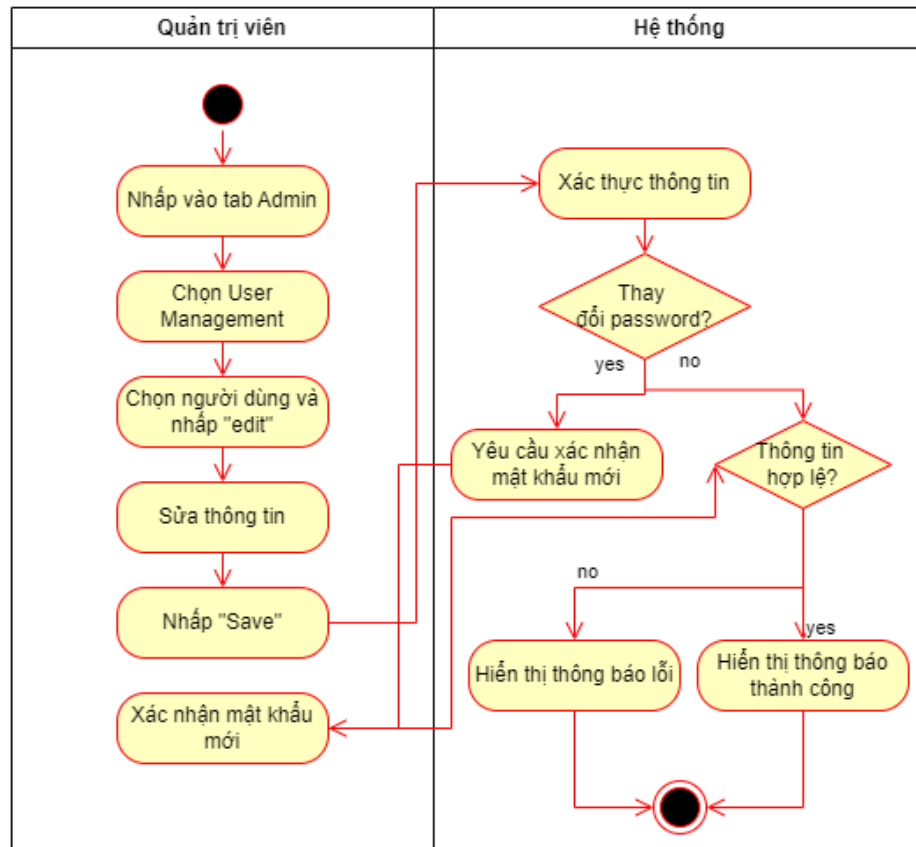 Quản trị viên
Hệ thống
Nhấp vào tab Admin
Chọn User
Management
Chọn người dùng và
nhấp "edit"
Sửa thông tin
Nhấp "Save"
Xác nhận mật khẩu
mới
Xác thực thông tin
Thay
đổi password?
yes
no
Yêu cầu xác nhận
mật khẩu mới
Thông tin
hợp lệ?
no
yes
Hiển thị thông báo lỗi
Hiển thị thông báo
thành công